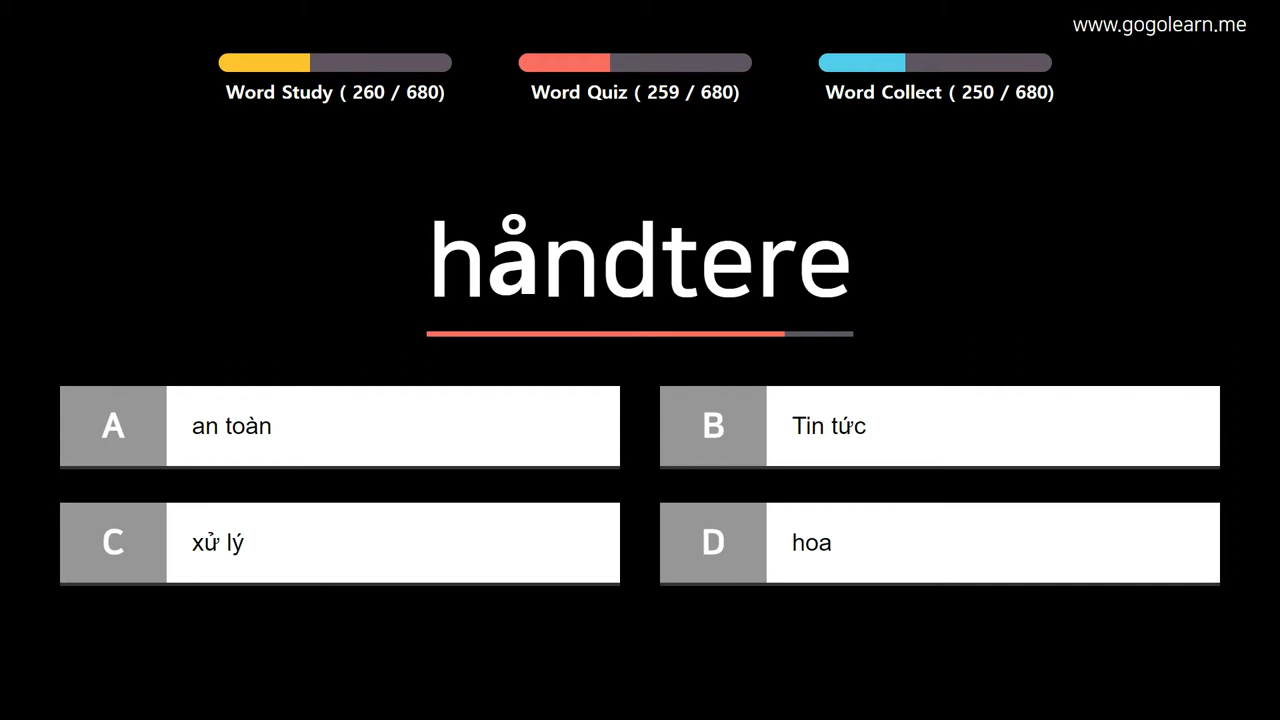 www.gogolearn.me
Word Study ( 260 / 680)
Word Quiz ( 259 / 680)
Word Collect ( 250 / 680)
håndtere
A an toàn
B Tin tức
C xử lý
D hoa